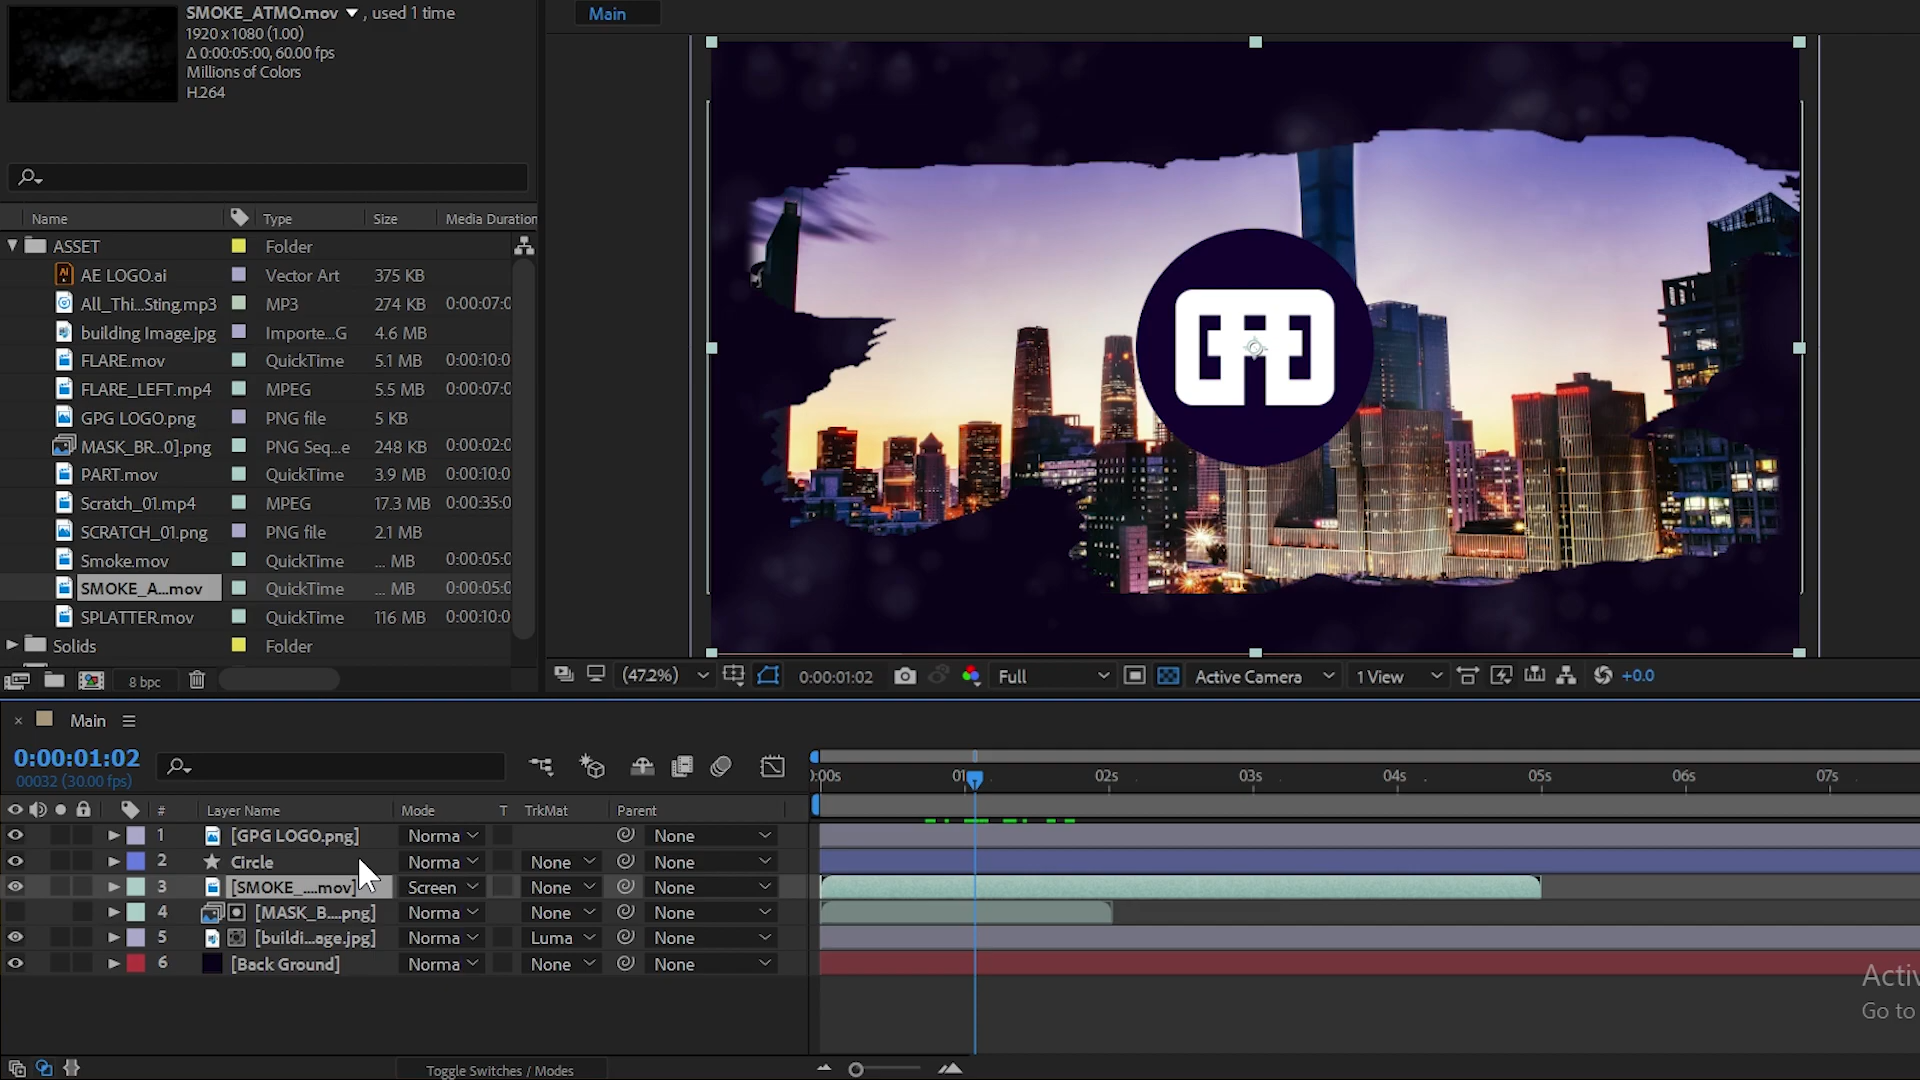 SMOKE_ATMO.mov ▼, used 1 time
1920 x 1080 (1.00)
Δ 0:00:05:00, 60.00 fps
Millions of Colors
H.264
Main
Name Type Size Media Duration
ASSET Folder
AE LOGO.ai Vector Art 375 KB
All_Thi...Sting.mp3 MP3 274 KB 0:00:07:0
building Image.jpg Importe...G 4.6 MB
FLARE.mov QuickTime 5.1 MB 0:00:10:0
FLARE_LEFT.mp4 MPEG 5.5 MB 0:00:07:0
GPG LOGO.png PNG file 5 KB
MASK_BR...0].png PNG Seq...e 248 KB 0:00:02:0
PART.mov QuickTime 3.9 MB 0:00:10:0
Scratch_01.mp4 MPEG 17.3 MB 0:00:35:0
SCRATCH_01.png PNG file 2.1 MB
Smoke.mov QuickTime ... MB 0:00:05:0
SMOKE_A...mov QuickTime ... MB 0:00:05:0
SPLATTER.mov QuickTime 116 MB 0:00:10:0
Solids Folder
8 bpc
(47.2%) 0:00:01:02 Full Active Camera 1 View +0.0
× Main
0:00:01:02
00032 (30.00 fps)
):00s 01 02s 03s 04s 05s 06s 07s
# Layer Name Mode T TrkMat Parent
1 [GPG LOGO.png] Norma None
2 Circle Norma None None
3 [SMOKE_....mov] Screen None None
4 [MASK_B....png] Norma None None
5 [buildi...age.jpg] Norma Luma None
6 [Back Ground] Norma None None
Activ
Go to
Toggle Switches / Modes